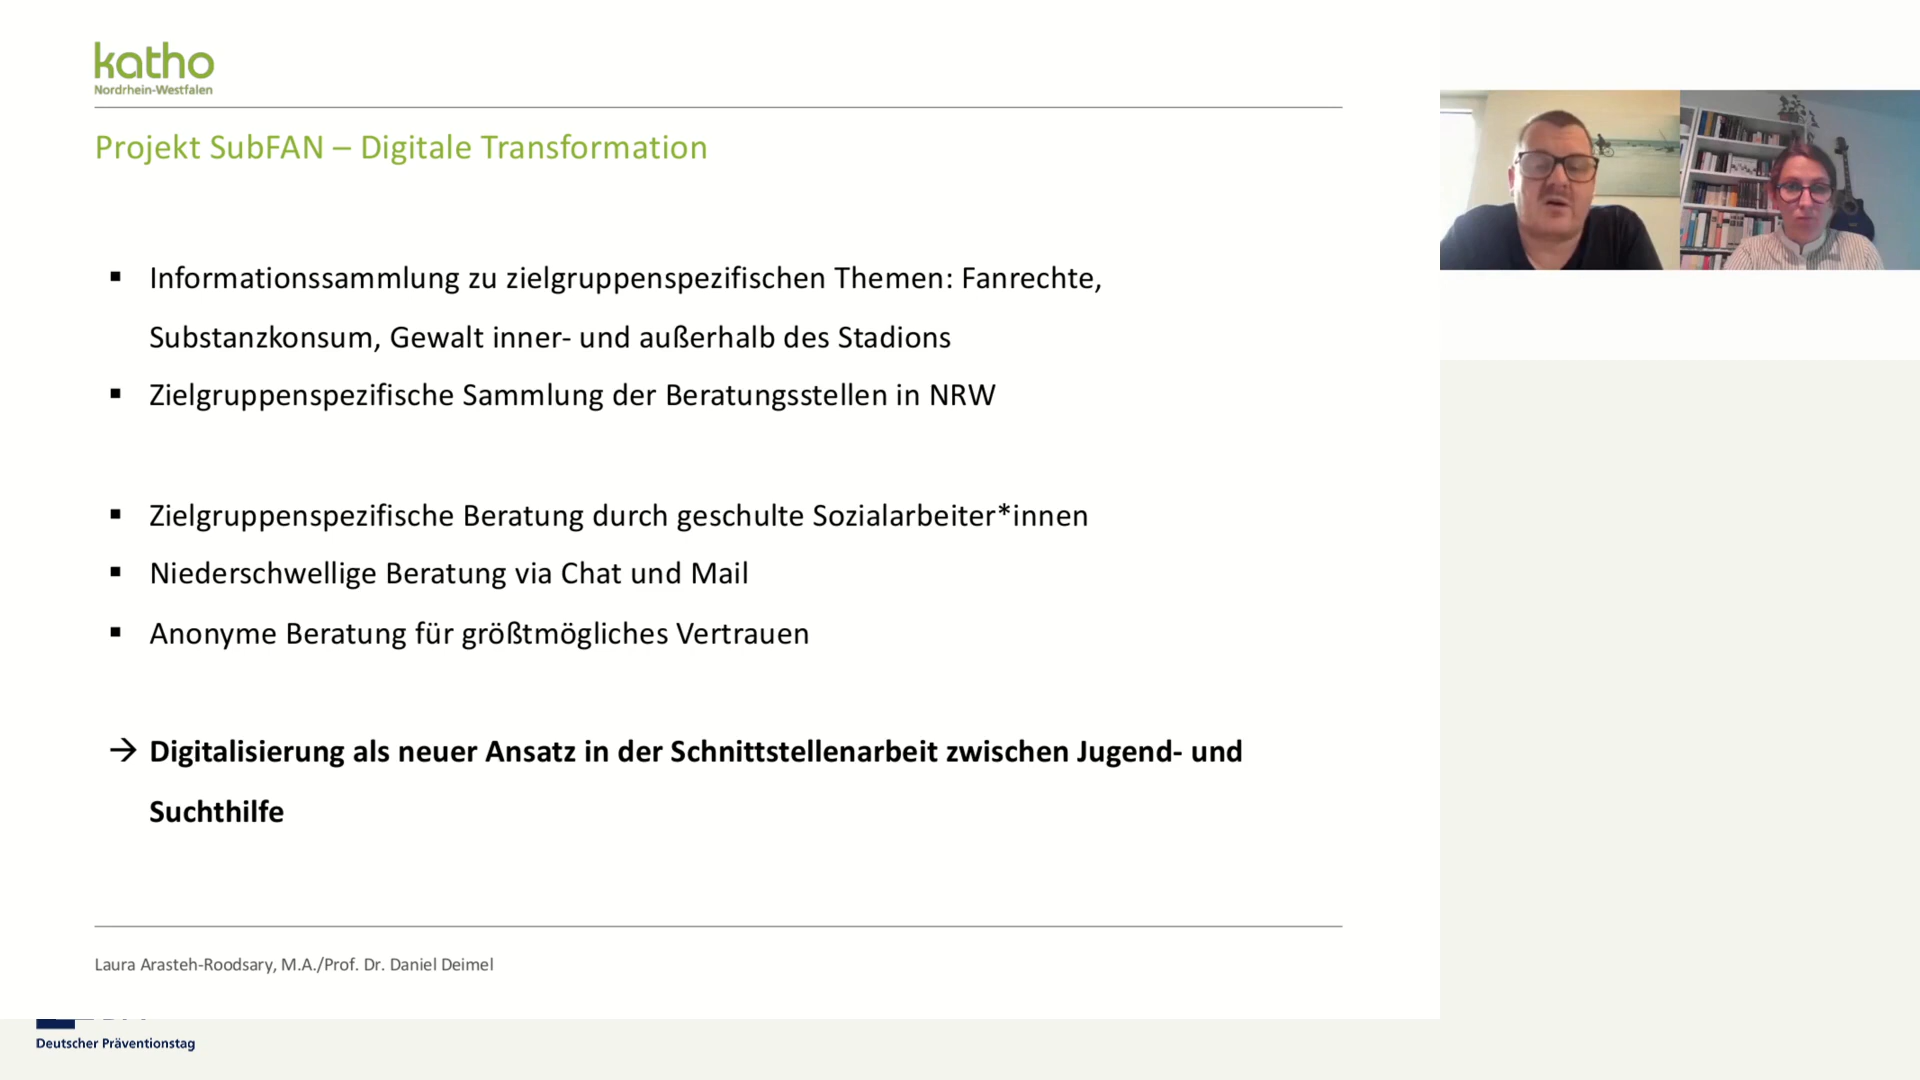 katho
Nordrhein-Westfalen
Projekt SubFAN – Digitale Transformation
▪ Informationssammlung zu zielgruppenspezifischen Themen: Fanrechte,
Substanzkonsum, Gewalt inner- und außerhalb des Stadions
▪ Zielgruppenspezifische Sammlung der Beratungsstellen in NRW
▪ Zielgruppenspezifische Beratung durch geschulte Sozialarbeiter*innen
▪ Niederschwellige Beratung via Chat und Mail
▪ Anonyme Beratung für größtmögliches Vertrauen
→ Digitalisierung als neuer Ansatz in der Schnittstellenarbeit zwischen Jugend- und
Suchthilfe
Laura Arasteh-Roodsary, M.A./Prof. Dr. Daniel Deimel
Deutscher Präventionstag